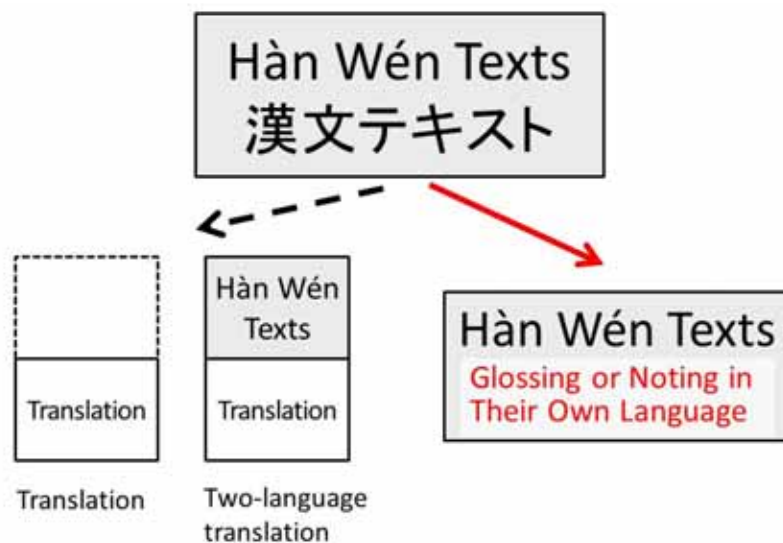 Hàn Wén Texts
漢文テキスト
Hàn Wén
Texts
Translation
Translation
Translation
Two-language
translation
Hàn Wén Texts
Glossing or Noting in
Their Own Language